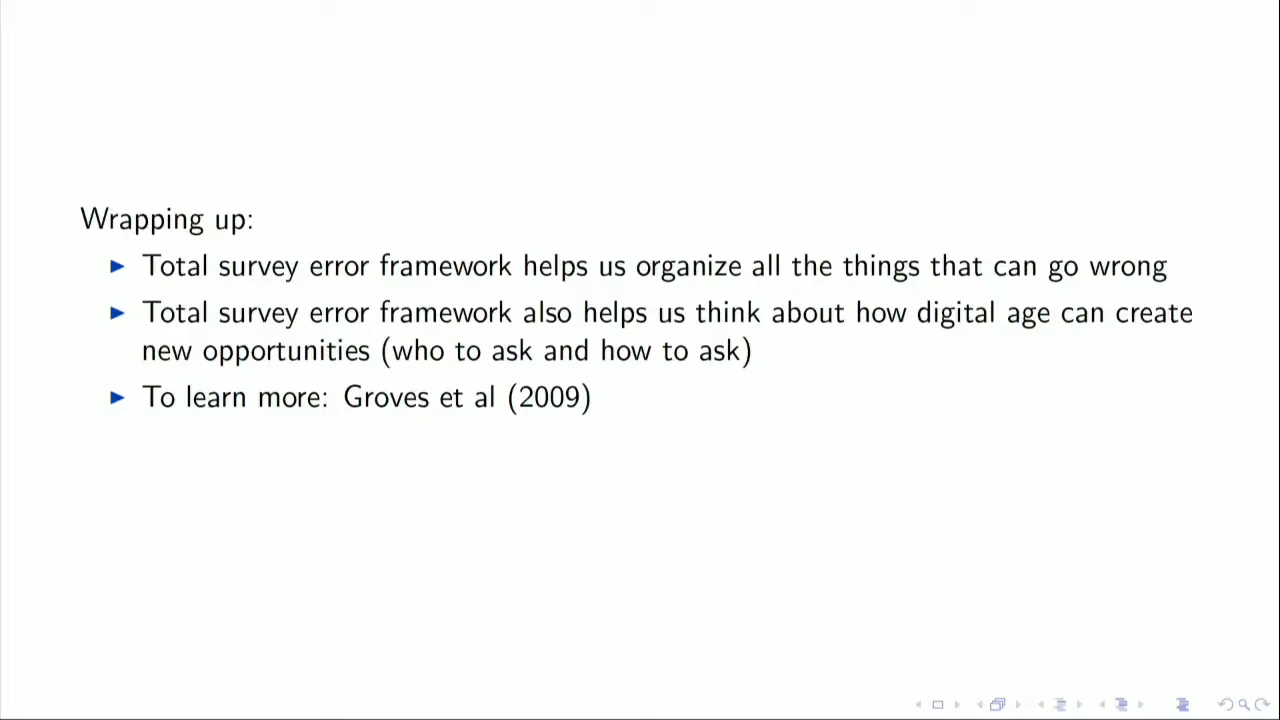 Wrapping up:
Total survey error framework helps us organize all the things that can go wrong
Total survey error framework also helps us think about how digital age can create
new opportunities (who to ask and how to ask)
To learn more: Groves et al (2009)